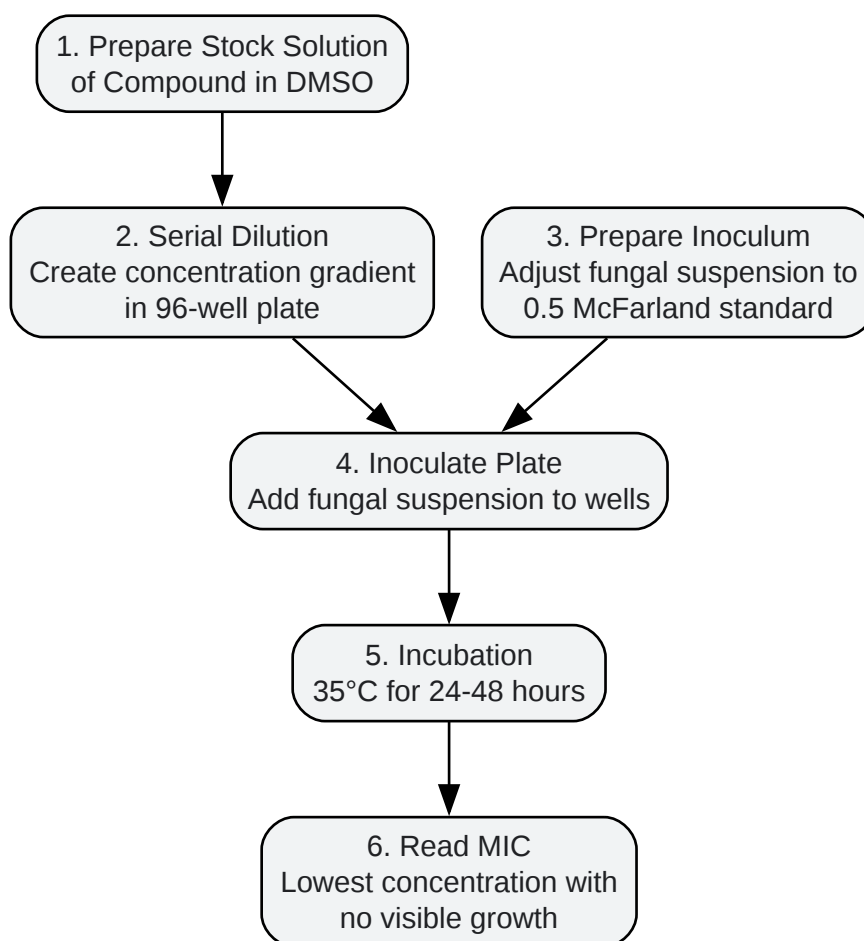 1. Prepare Stock Solution
of Compound in DMSO
2. Serial Dilution
Create concentration gradient
in 96-well plate
3. Prepare Inoculum
Adjust fungal suspension to
0.5 McFarland standard
4. Inoculate Plate
Add fungal suspension to wells
5. Incubation
35°C for 24-48 hours
6. Read MIC
Lowest concentration with
no visible growth